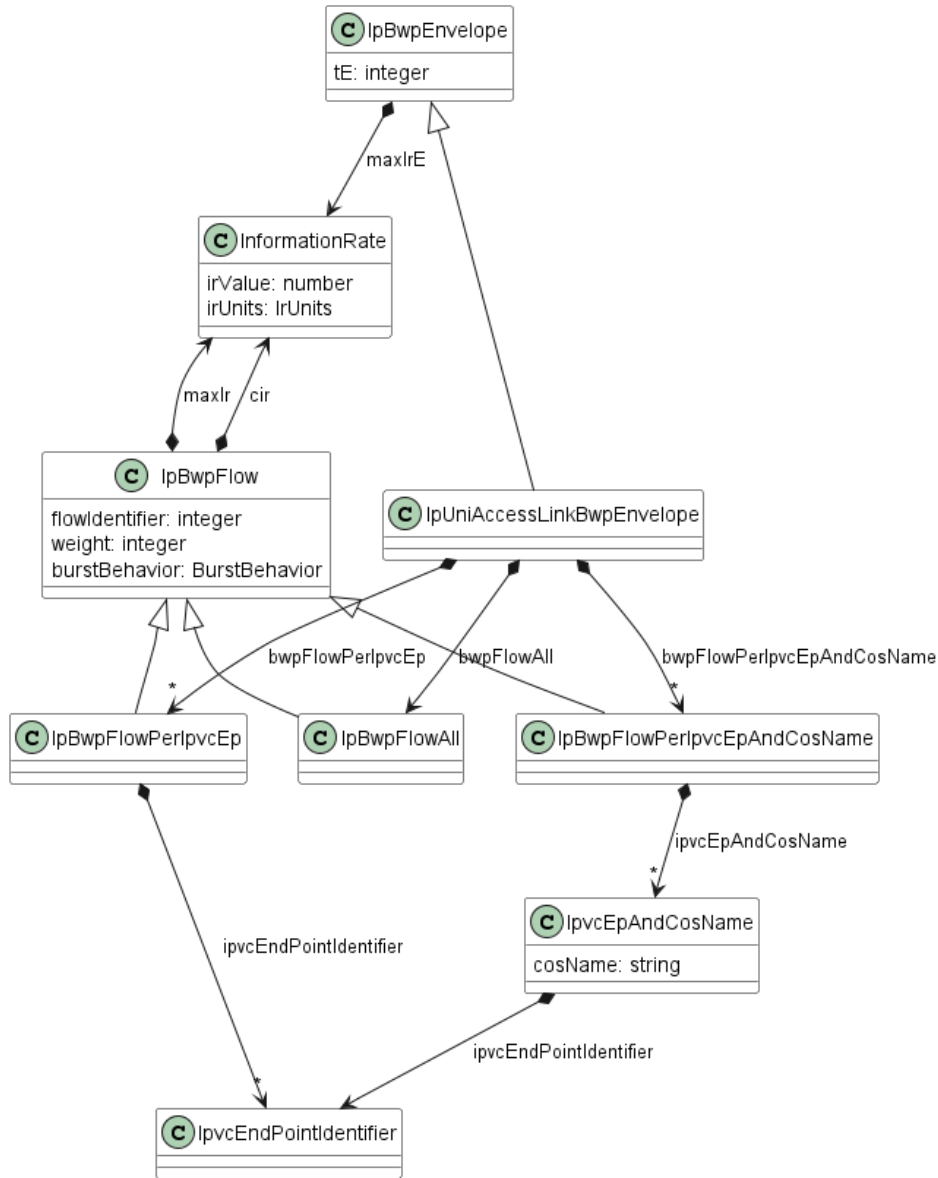 C IpBwpEnvelope
tE: integer
maxIrE
C InformationRate
irValue: number
irUnits: IrUnits
maxIr
cir
C IpBwpFlow
flowIdentifier: integer
weight: integer
burstBehavior: BurstBehavior
C IpUniAccessLinkBwpEnvelope
bwpFlowPerIpvcEp
bwpFlowAll
bwpFlowPerIpvcEpAndCosName
*
*
C IpBwpFlowPerIpvcEp
C IpBwpFlowAll
C IpBwpFlowPerIpvcEpAndCosName
ipvcEpAndCosName
*
C IpvcEpAndCosName
cosName: string
ipvcEndPointIdentifier
ipvcEndPointIdentifier
*
C IpvcEndPointIdentifier